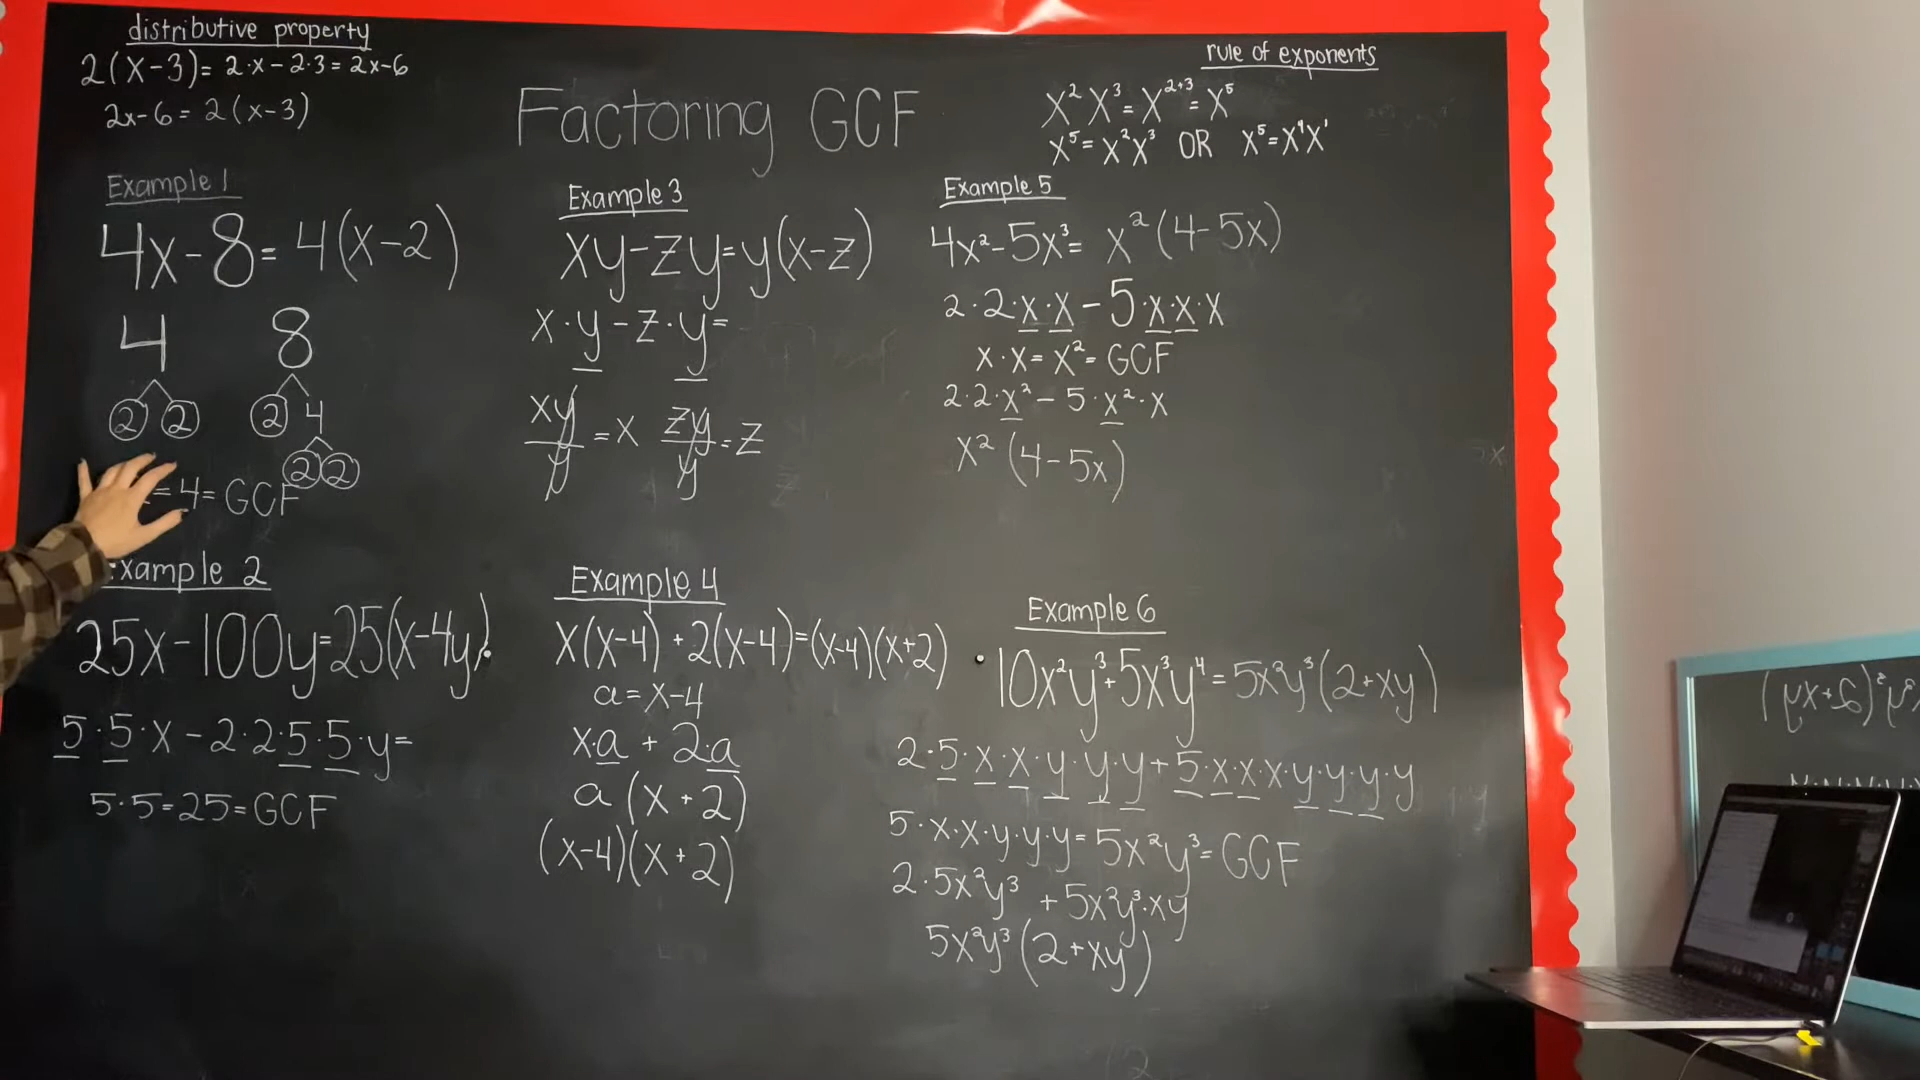 distributive property
2(x-3)= 2·x-2·3=2x-6
2x-6=2(x-3)
Factoring GCF
rule of exponents
x²x³=x²⁺³=x⁵
x⁵=x²x³ OR x⁵=x⁴x¹
Example 1
4x-8=4(x-2)
4 8
2 2 2 4
2 2
=4=GCF
Example 2
25x-100y=25(x-4y)
5·5·x-2·2·5·5·y=
5·5=25=GCF
Example 3
xy-zy=y(x-z)
x·y-z·y=
xy/y=x zy/y=z
Example 4
x(x-4)+2(x-4)=(x-4)(x+2)
a=x-4
x·a+2·a
a(x+2)
(x-4)(x+2)
Example 5
4x²-5x³=x²(4-5x)
2·2·x·x-5·x·x·x
x·x=x²=GCF
2·2·x²-5·x²·x
x²(4-5x)
Example 6
10x²y³+5x³y⁴=5x²y³(2+xy)
2·5·x·x·y·y·y+5·x·x·x·y·y·y·y
5·x·x·y·y·y=5x²y³=GCF
2·5x²y³+5x²y³·xy
5x²y³(2+xy)